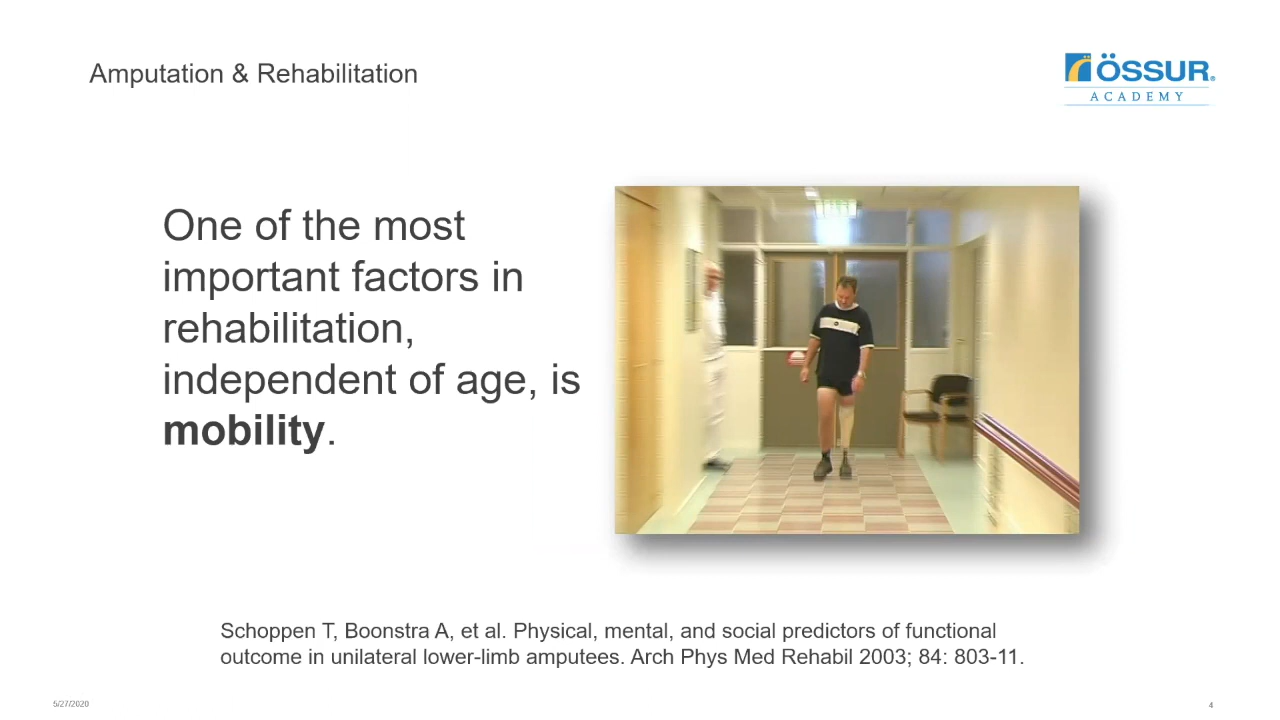 Amputation & Rehabilitation
ÖSSUR®
ACADEMY
One of the most
important factors in
rehabilitation,
independent of age, is
mobility.
Schoppen T, Boonstra A, et al. Physical, mental, and social predictors of functional
outcome in unilateral lower-limb amputees. Arch Phys Med Rehabil 2003; 84: 803-11.
5/27/2020
4